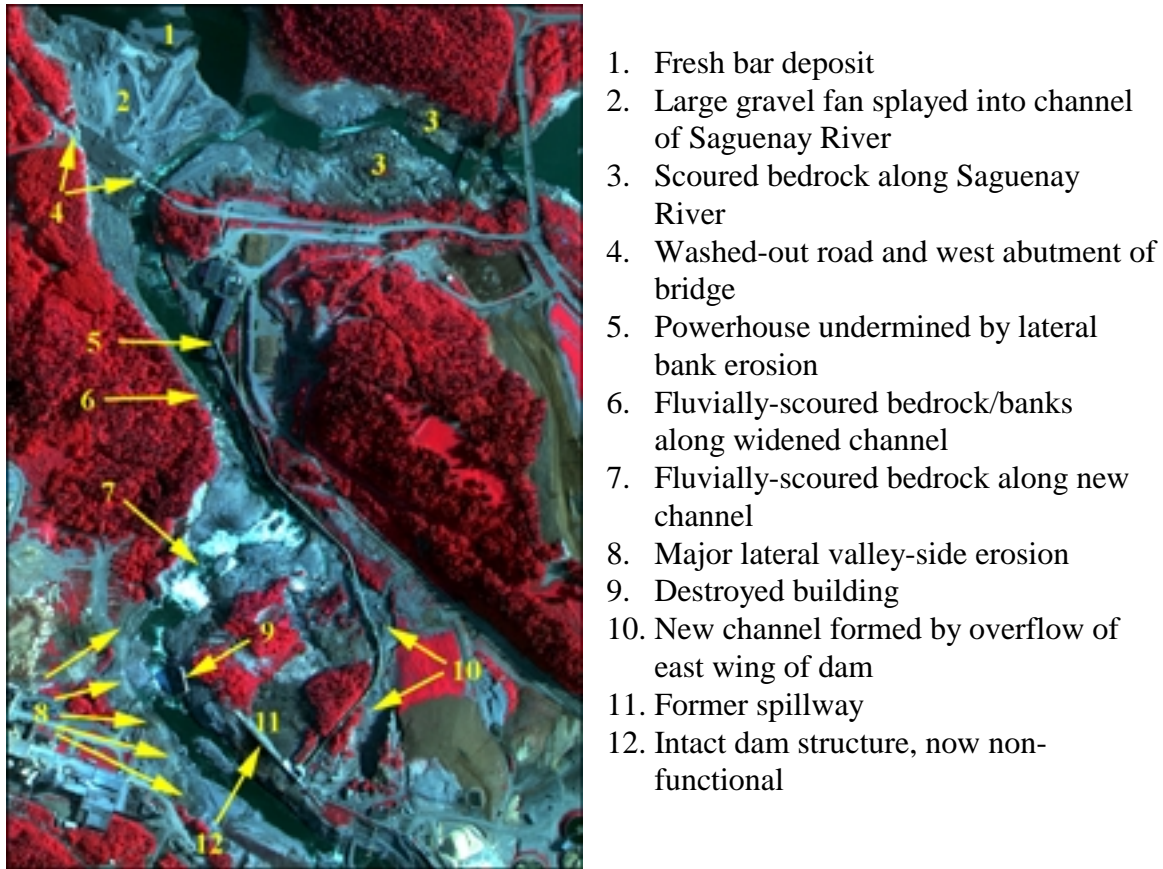 1
2
3
3
4
5
6
7
9
10
8
11
12
1. Fresh bar deposit
2. Large gravel fan splayed into channel
of Saguenay River
3. Scoured bedrock along Saguenay
River
4. Washed-out road and west abutment of
bridge
5. Powerhouse undermined by lateral
bank erosion
6. Fluvially-scoured bedrock/banks
along widened channel
7. Fluvially-scoured bedrock along new
channel
8. Major lateral valley-side erosion
9. Destroyed building
10. New channel formed by overflow of
east wing of dam
11. Former spillway
12. Intact dam structure, now non-
functional